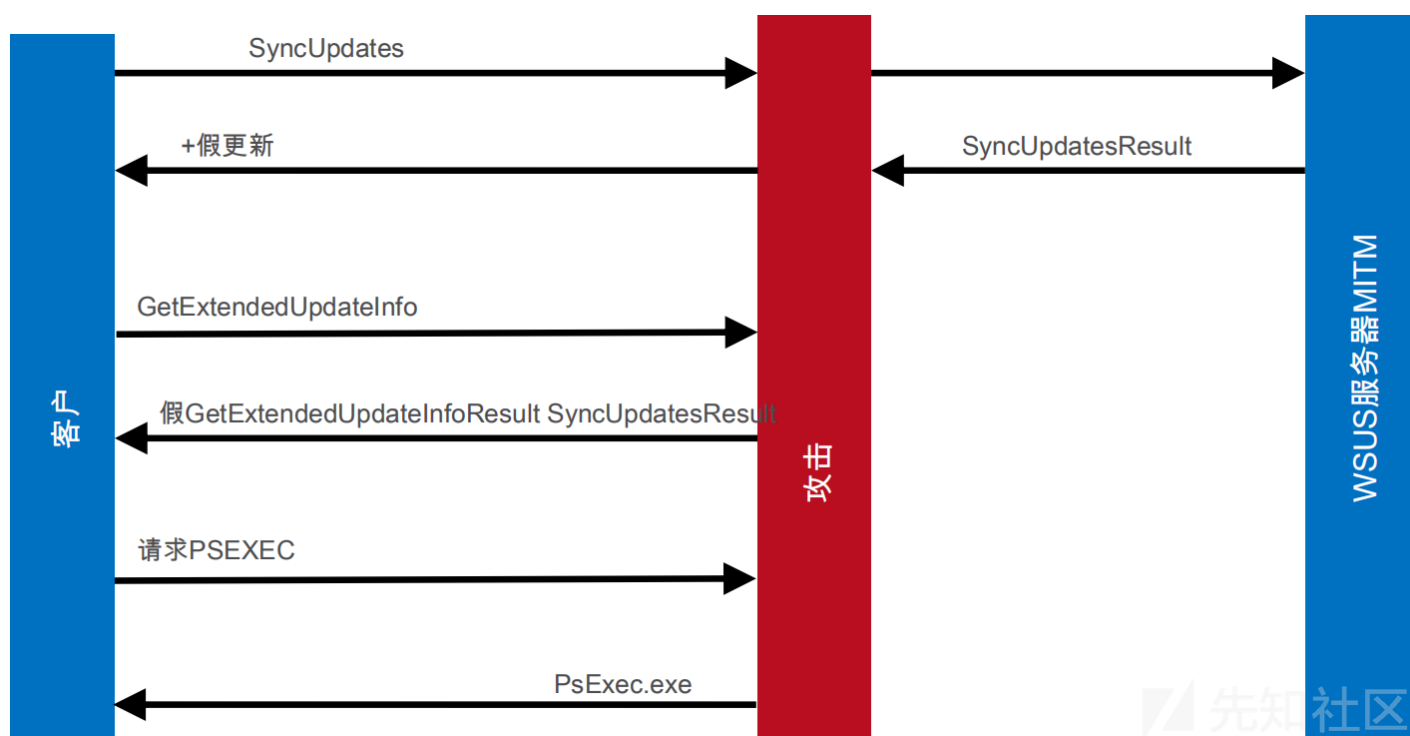 SyncUpdates
+假更新
SyncUpdatesResult
GetExtendedUpdateInfo
假GetExtendedUpdateInfoResult SyncUpdatesResult
请求PSEXEC
PsExec.exe
客户
攻击
WSUS服务器MITM
先知社区